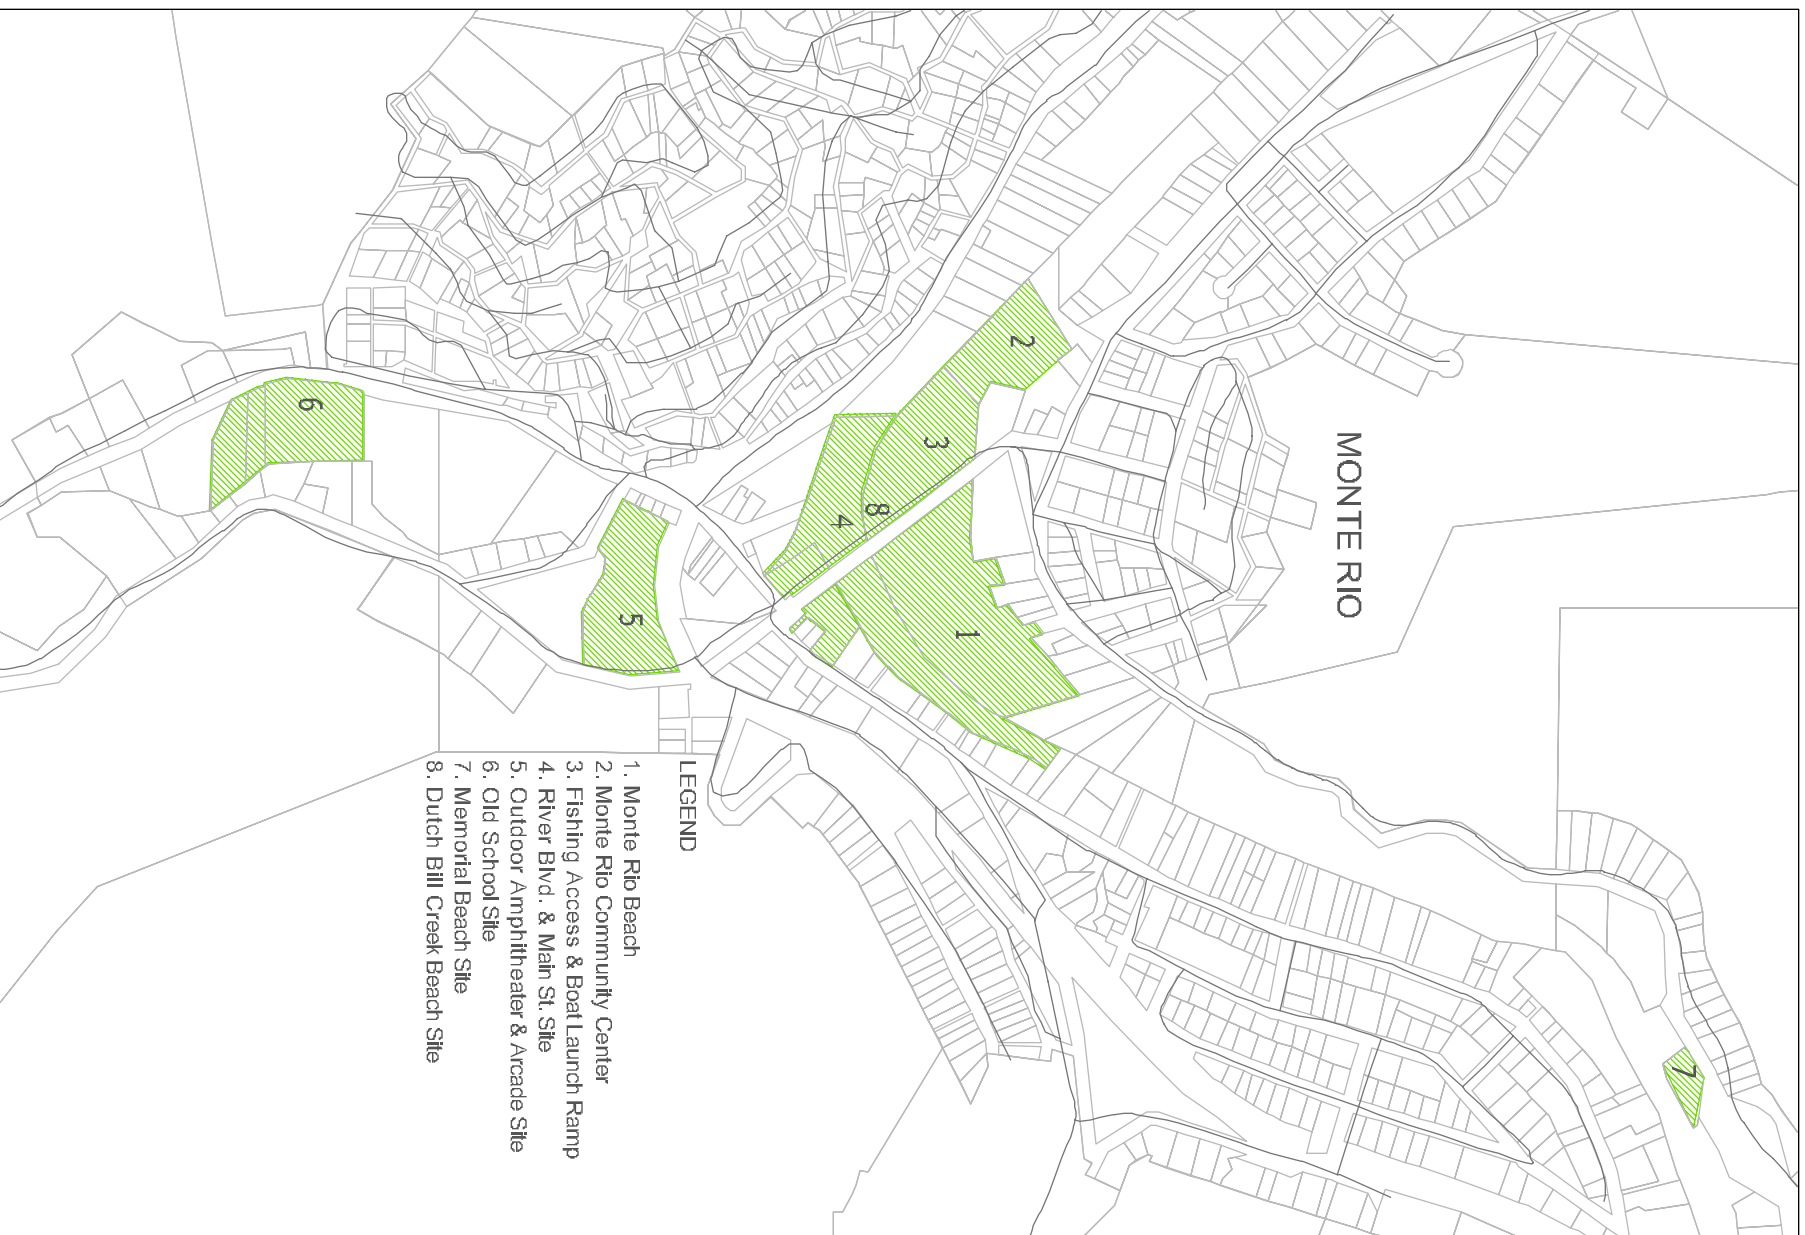 MONTE RIO
2
3
8
4
1
6
5
7
LEGEND
1. Monte Rio Beach
2. Monte Rio Community Center
3. Fishing Access & Boat Launch Ramp
4. River Blvd. & Main St. Site
5. Outdoor Amphitheater & Arcade Site
6. Old School Site
7. Memorial Beach Site
8. Dutch Bill Creek Beach Site